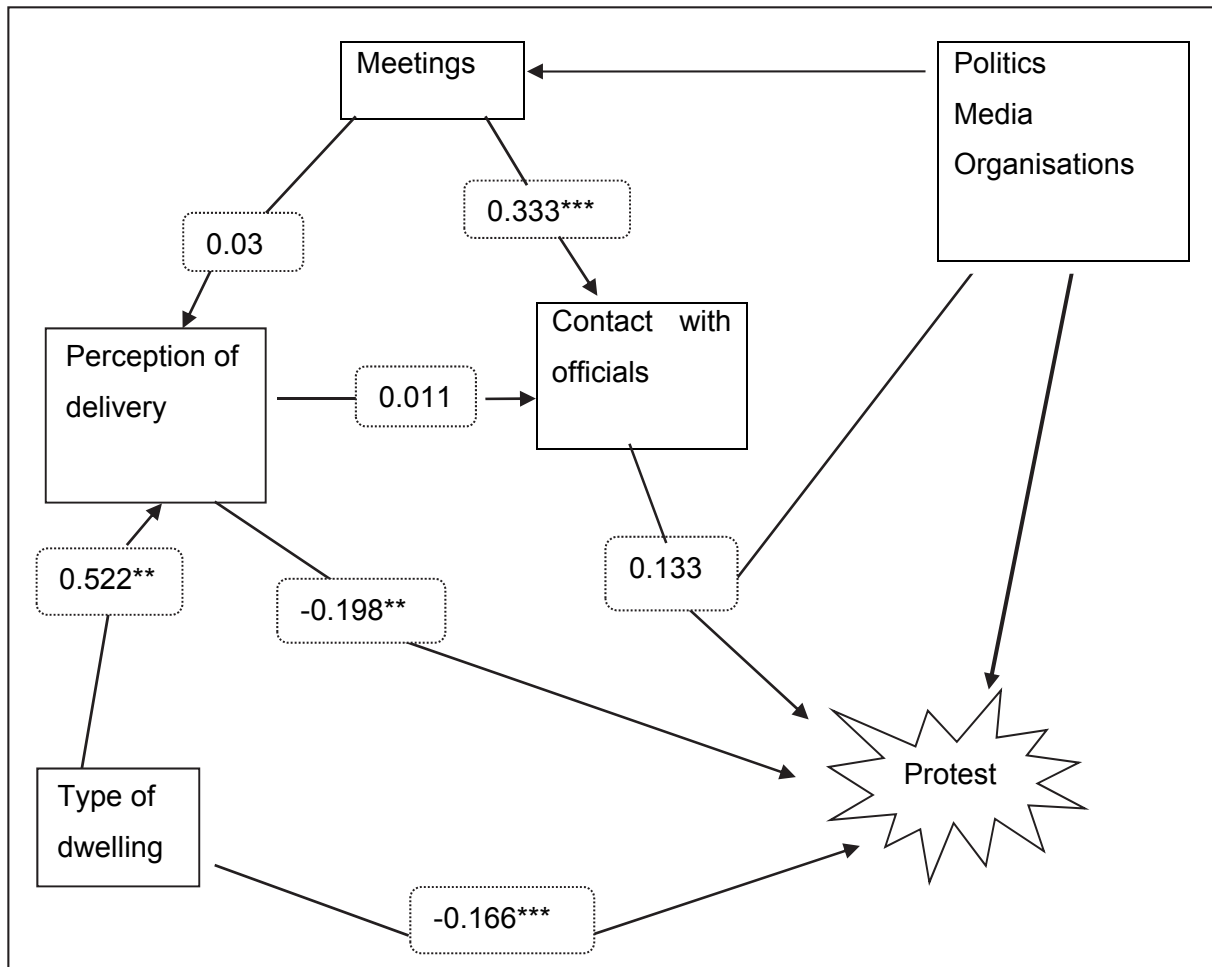 Meetings
Politics
Media
Organisations
0.03
0.333***
Contact with
officials
Perception of
delivery
0.011
0.522**
-0.198**
0.133
Protest
Type of
dwelling
-0.166***